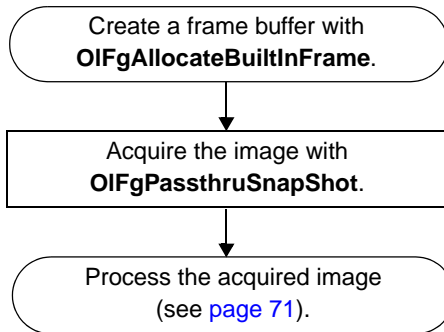 Create a frame buffer with
OlFgAllocateBuiltInFrame.
Acquire the image with
OlFgPassthruSnapShot.
Process the acquired image
(see page 71).